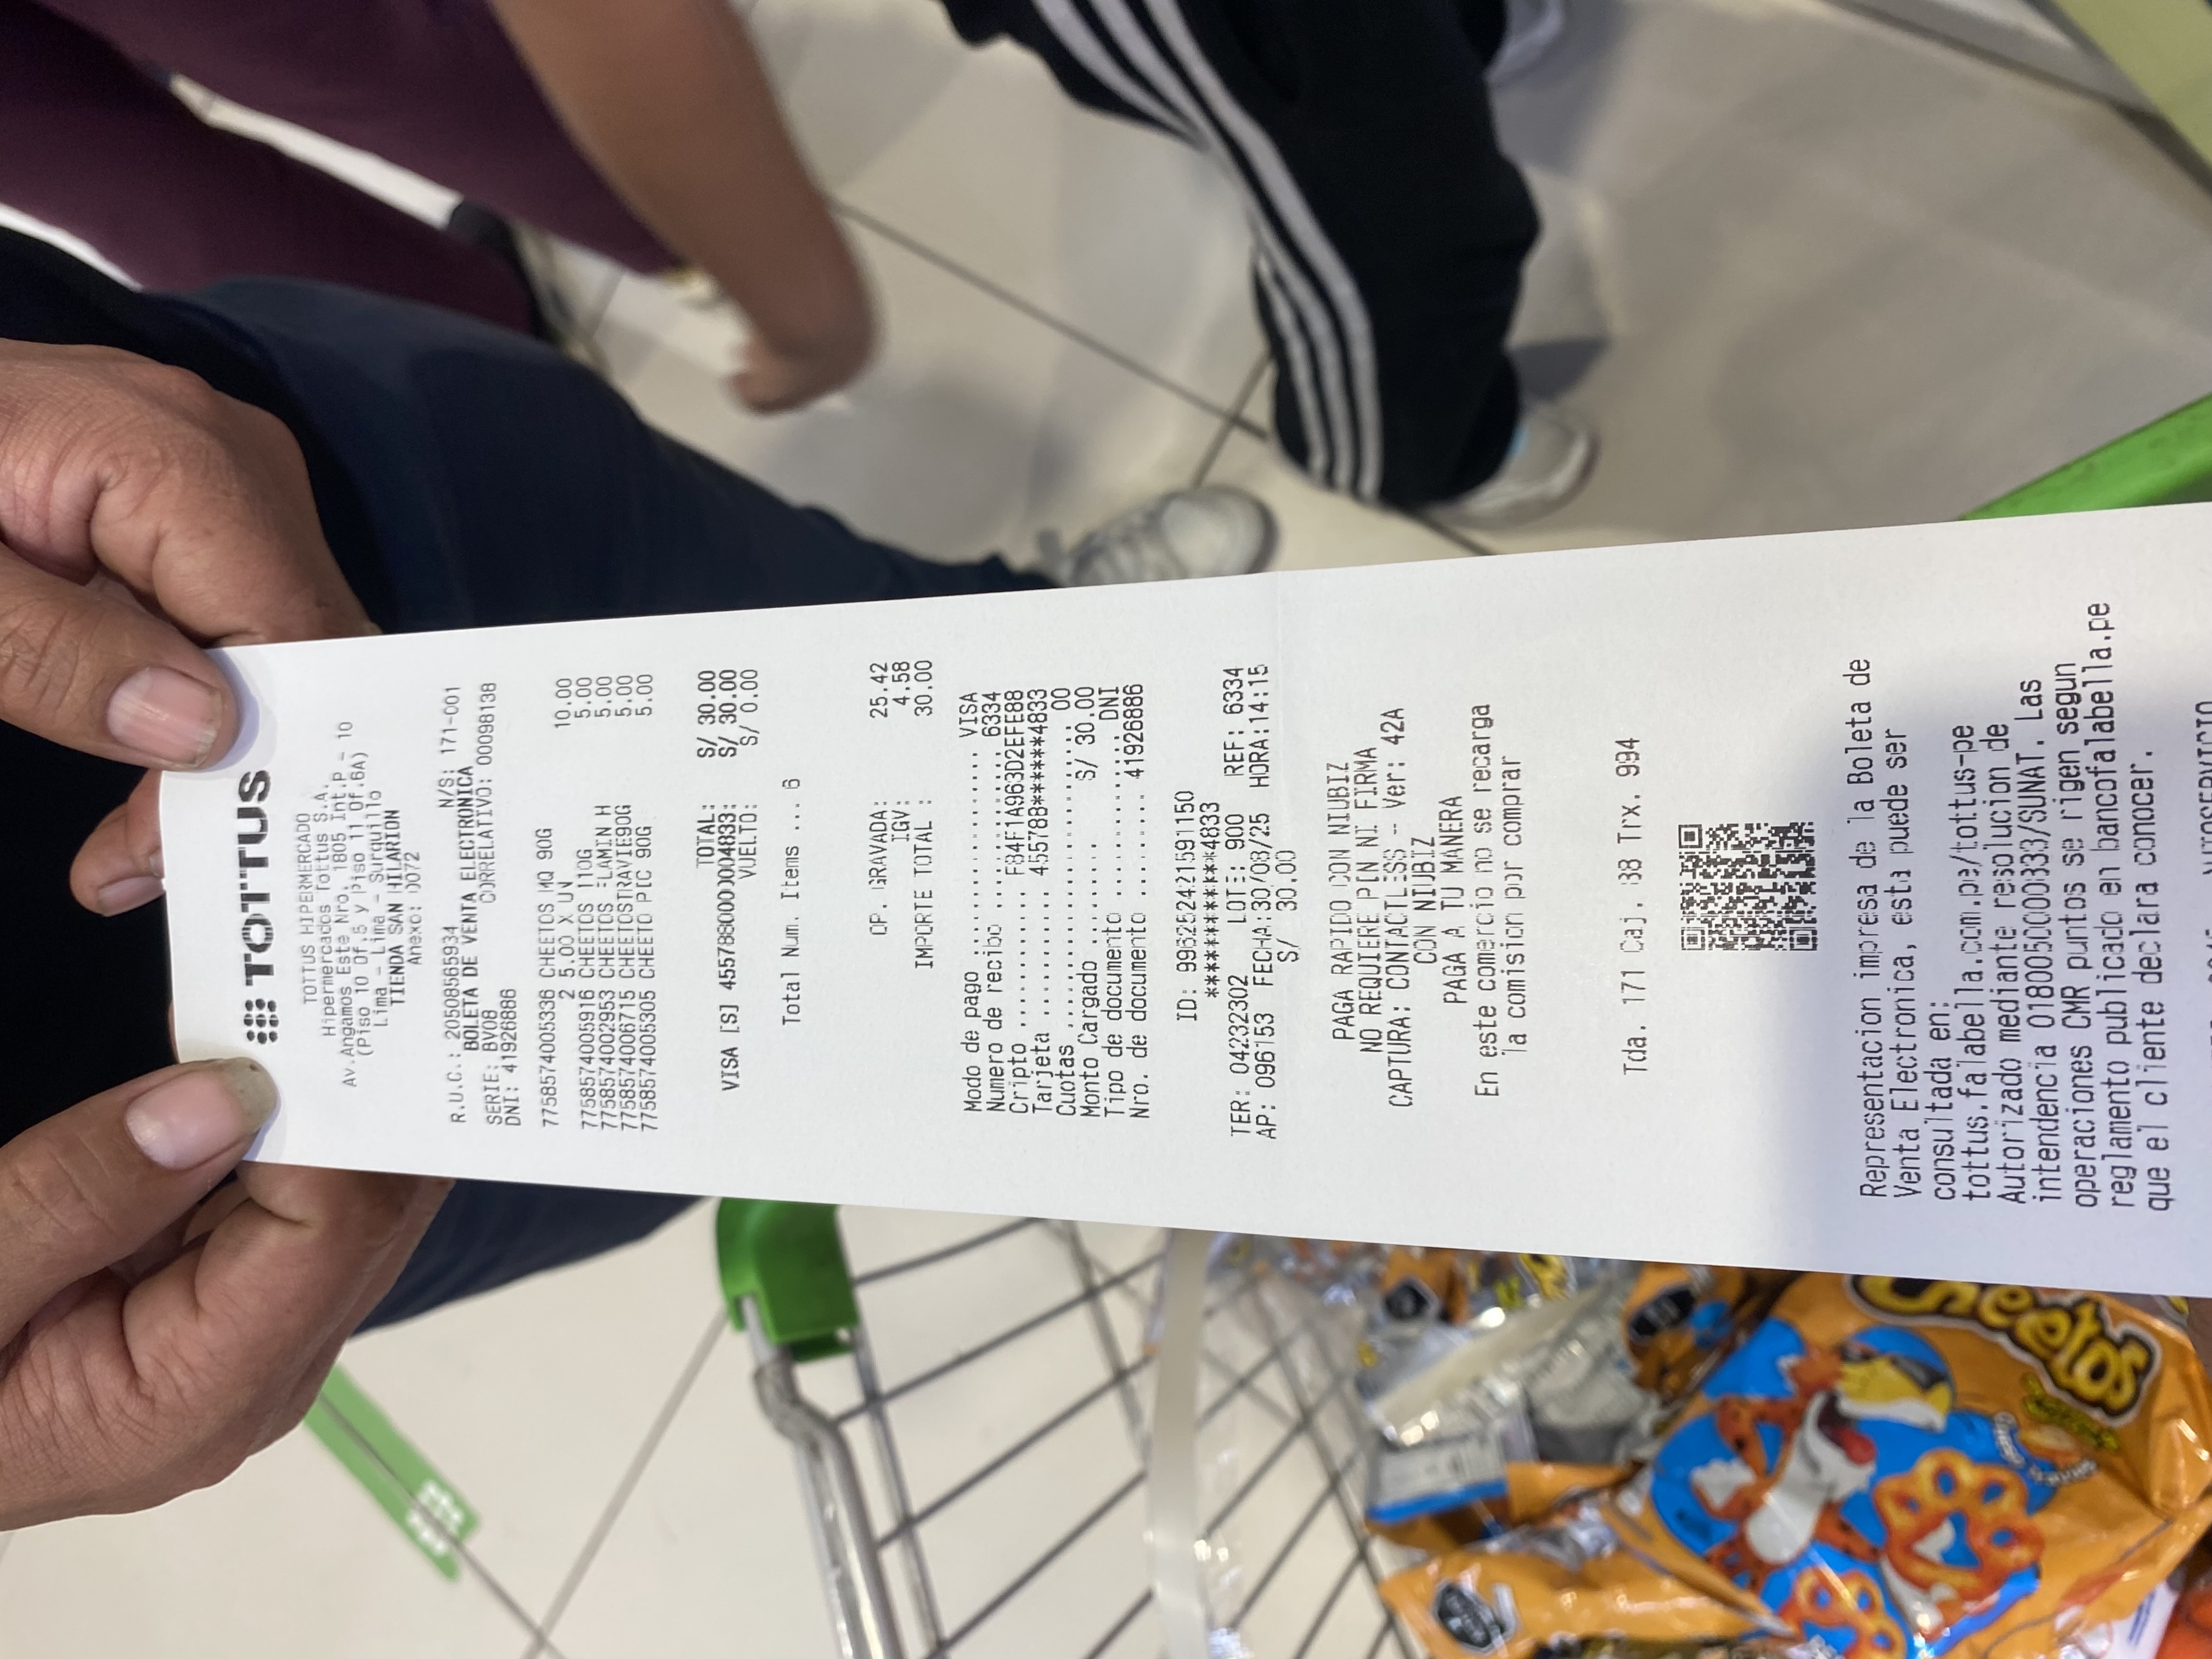 TOTTUS
TOTTUS HIPERMERCADO
Hipermercados Tottus S.A.
Av.Angamos Este Nro. 1805 Int.P - 10
(Piso 10 Of.5 y Piso 11 Of.6A)
Lima - Lima - Surquillo
TIENDA SAN HILARION
Anexo: 0072
R.U.C.: 20508565934 N/S: 171-001
BOLETA DE VENTA ELECTRONICA
SERIE: BV08 CORRELATIVO: 00098138
DNI: 41926886
7758574005336 CHEETOS MQ 90G
2 5.00 X UN 10.00
7758574005916 CHEETOS 110G 5.00
7758574002953 CHEETOS FLAMIN H 5.00
7758574006715 CHEETOSTRAVIE90G 5.00
7758574005305 CHEETO PIC 90G 5.00
TOTAL: S/ 30.00
VISA [S] 4557880000004833: S/ 30.00
VUELTO: S/ 0.00
Total Num. Items ... 6
OP. GRAVADA: 25.42
IGV: 4.58
IMPORTE TOTAL : 30.00
Modo de pago .................. VISA
Numero de recibo .............. 6334
Cripto ............ F84F1A963D2EFE88
Tarjeta ........... 455788******4833
Cuotas .......................... 00
Monto Cargado ......... S/ 30.00
Tipo de documento ............... DNI
Nro. de documento ......... 41926886
ID: 996252421591150
************4833
TER: 04232302 LOTE: 900 REF: 6334
AP: 096153 FECHA:30/08/25 HORA:14:15
S/ 30.00
PAGA RAPIDO CON NIUBIZ
NO REQUIERE PIN NI FIRMA
CAPTURA: CONTACTLESS - Ver: 42A
CON NIUBIZ
PAGA A TU MANERA
En este comercio no se recarga
la comision por comprar
Tda. 171 Caj. 88 Trx. 994
Representacion impresa de la Boleta de
Venta Electronica, esta puede ser
consultada en:
tottus.falabella.com.pe/tottus-pe
Autorizado mediante resolucion de
intendencia 0180050000833/SUNAT. Las
operaciones CMR puntos se rigen segun
reglamento publicado en bancofalabella.pe
que el cliente declara conocer.
AUTOSERVICIO
Cheetos